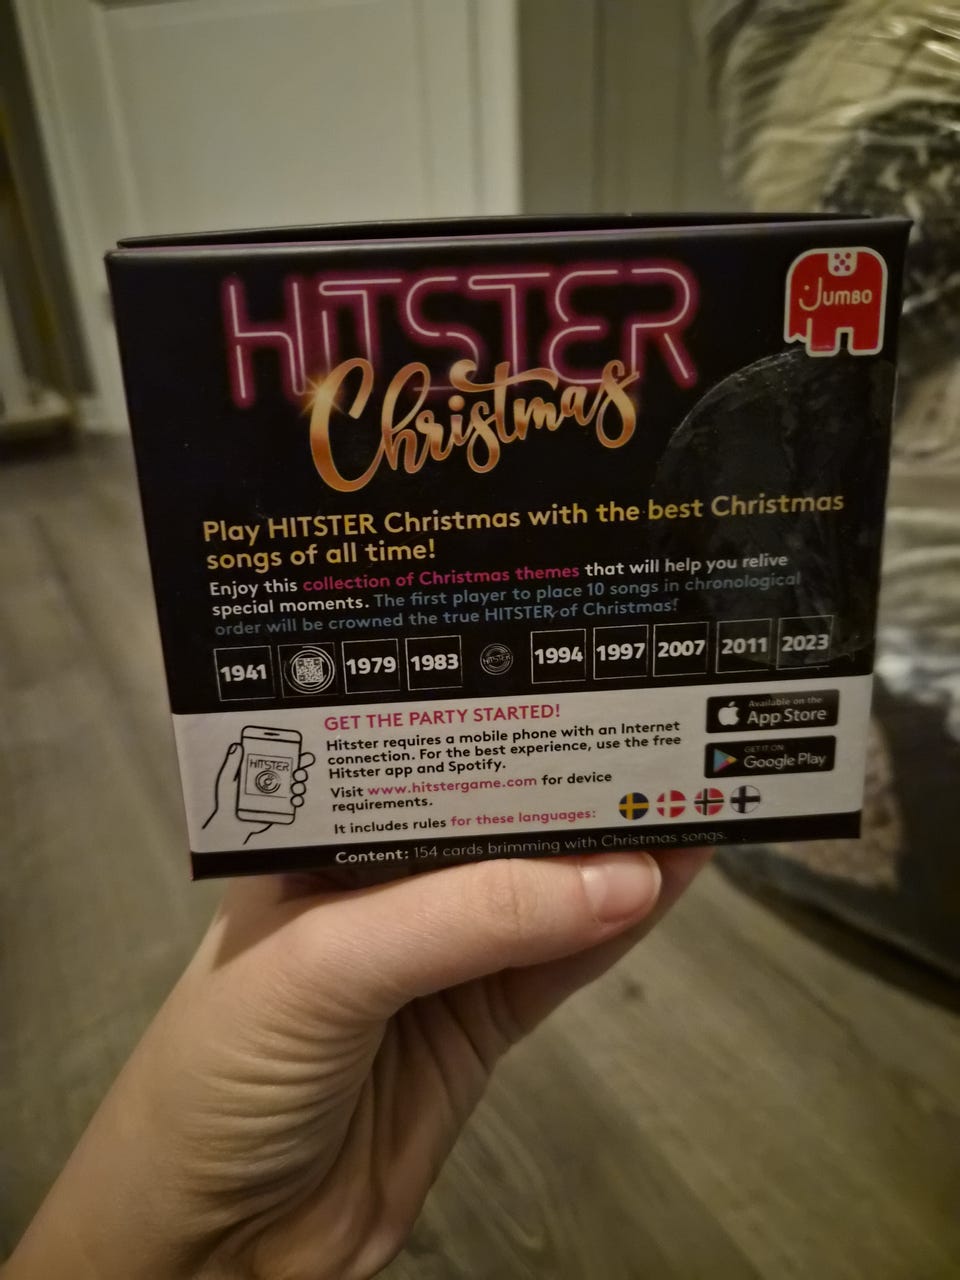 HITSTER
Christmas
Jumbo
Play HITSTER Christmas with the best Christmas
songs of all time!
Enjoy this collection of Christmas themes that will help you relive
special moments. The first player to place 10 songs in chronological
order will be crowned the true HITSTER of Christmas!
1941 1979 1983 HITSTER 1994 1997 2007 2011 2023
GET THE PARTY STARTED!
Hitster requires a mobile phone with an Internet
connection. For the best experience, use the free
Hitster app and Spotify.
Visit www.hitstergame.com for device
requirements.
It includes rules for these languages:
HITSTER
Available on the
App Store
GET IT ON
Google Play
Content: 154 cards brimming with Christmas songs.